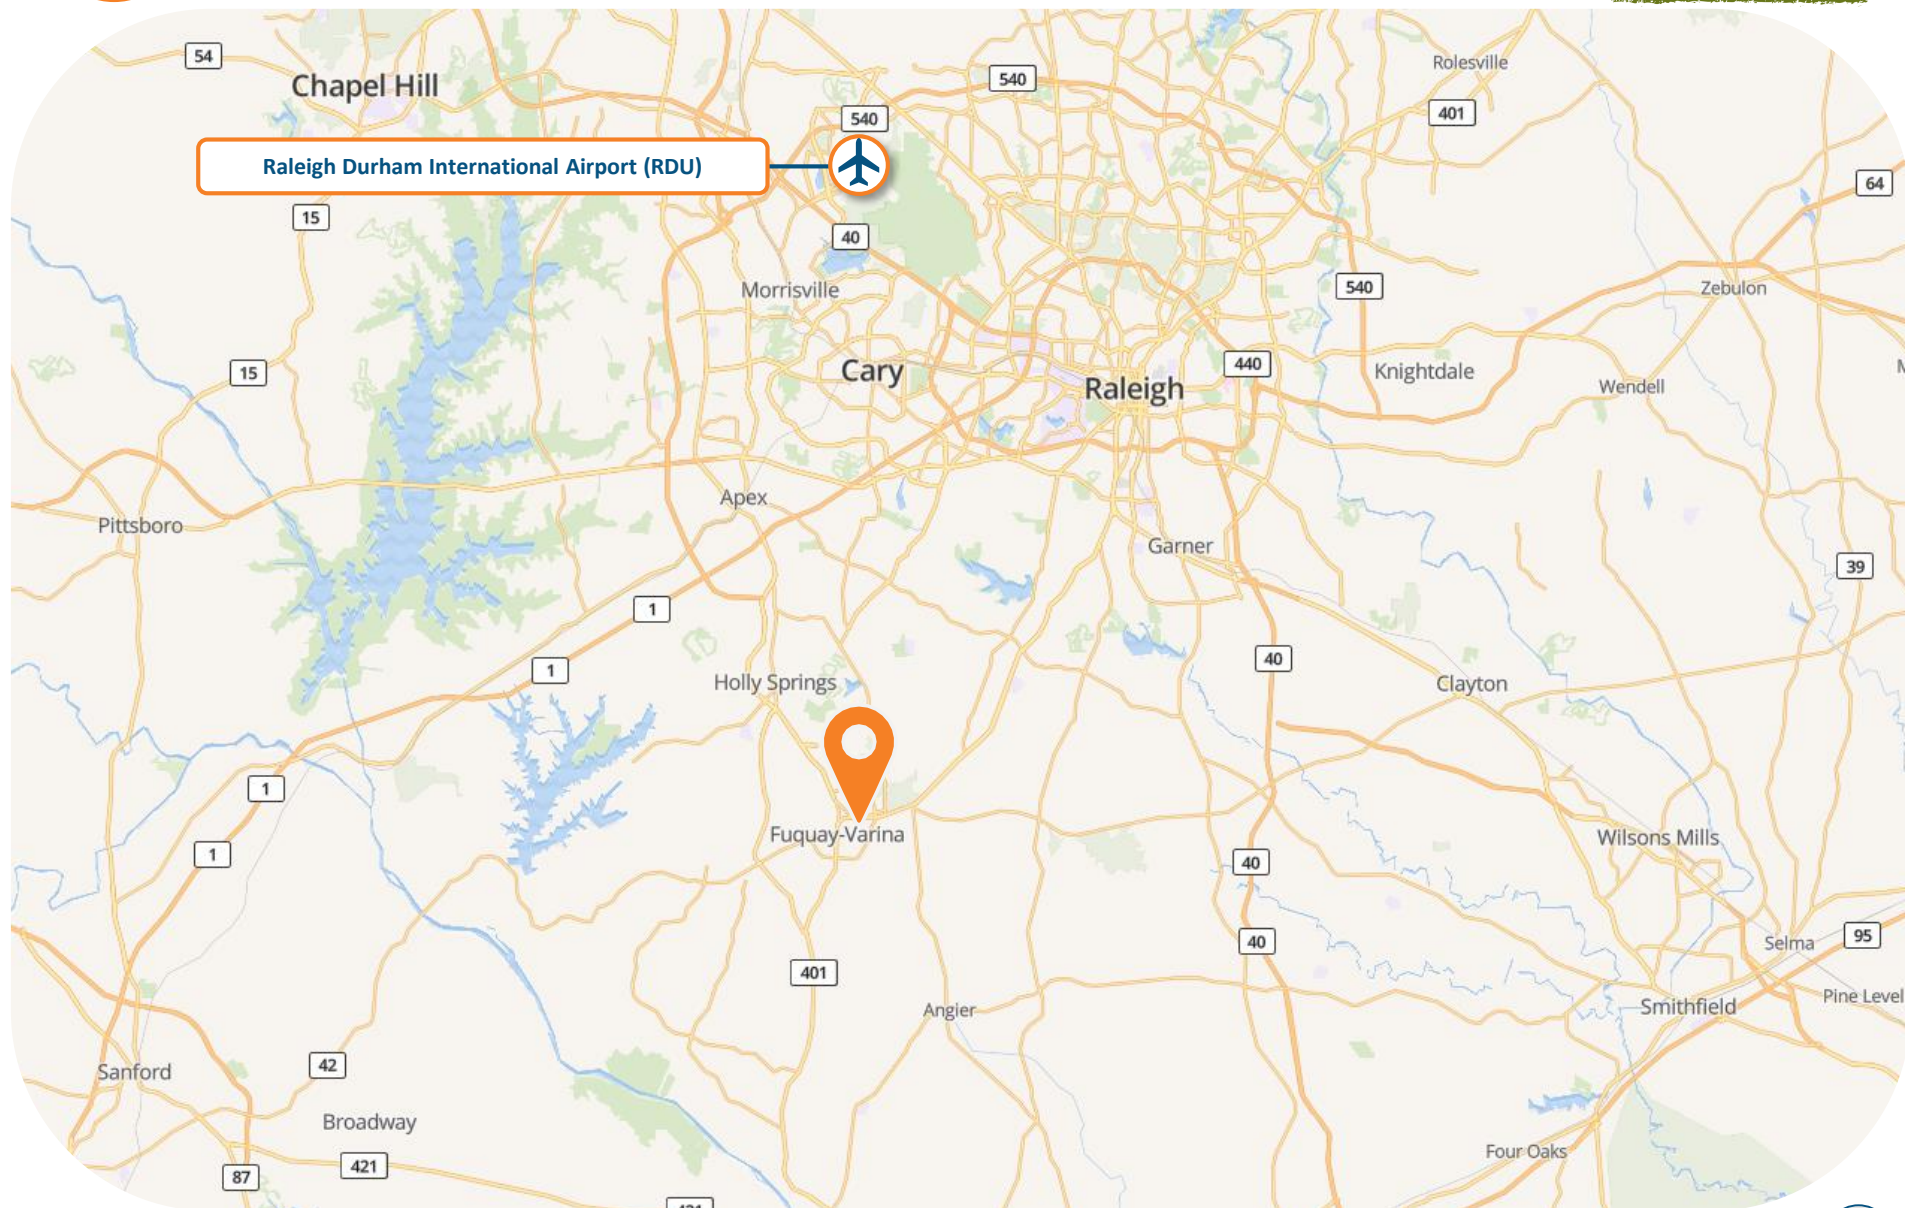 54
Chapel Hill
540
Rolesville
401
540
Raleigh Durham International Airport (RDU)
64
15
40
Morrisville
540
Zebulon
15
Cary
Raleigh
440
Knightdale
Wendell
Apex
Pittsboro
Garner
39
1
1
40
Holly Springs
Clayton
1
Fuquay-Varina
Wilsons Mills
1
40
40
Selma
95
401
Angier
Smithfield
Pine Level
Sanford
42
Broadway
Four Oaks
421
87